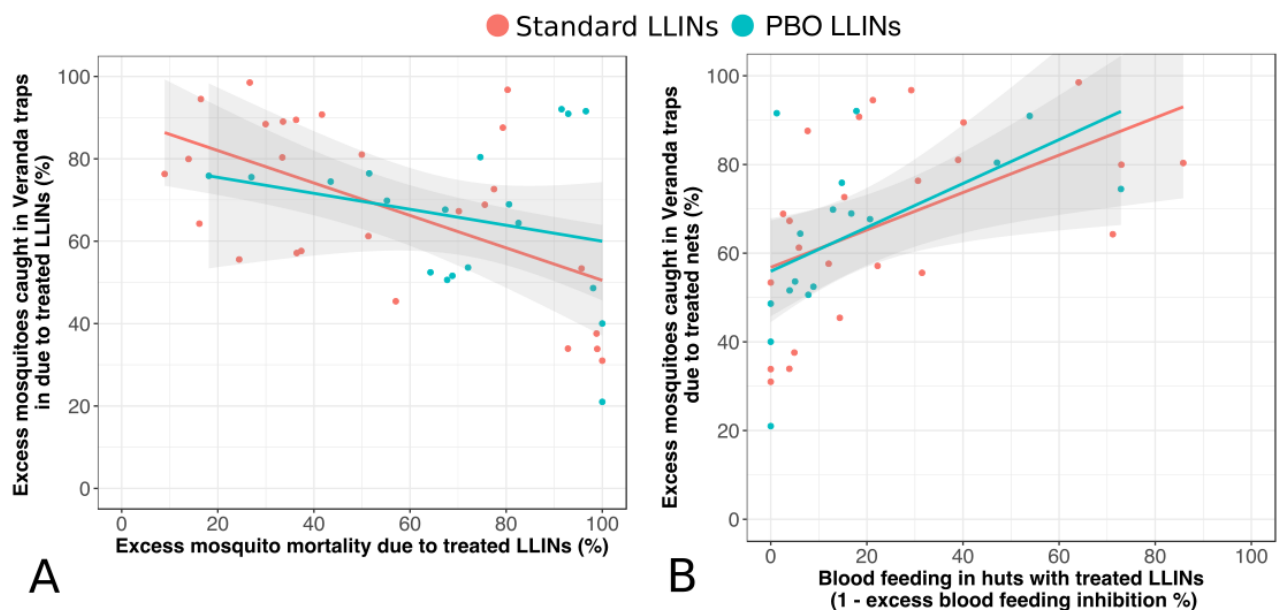 Standard LLINs PBO LLINs
Excess mosquitoes caught in Veranda traps
in due to treated LLINs (%)
100
80
60
40
20
0
0 20 40 60 80 100
Excess mosquito mortality due to treated LLINs (%)
A
Excess mosquitoes caught in Veranda traps
due to treated nets (%)
100
80
60
40
20
0
0 20 40 60 80 100
Blood feeding in huts with treated LLINs
(1 - excess blood feeding inhibition %)
B